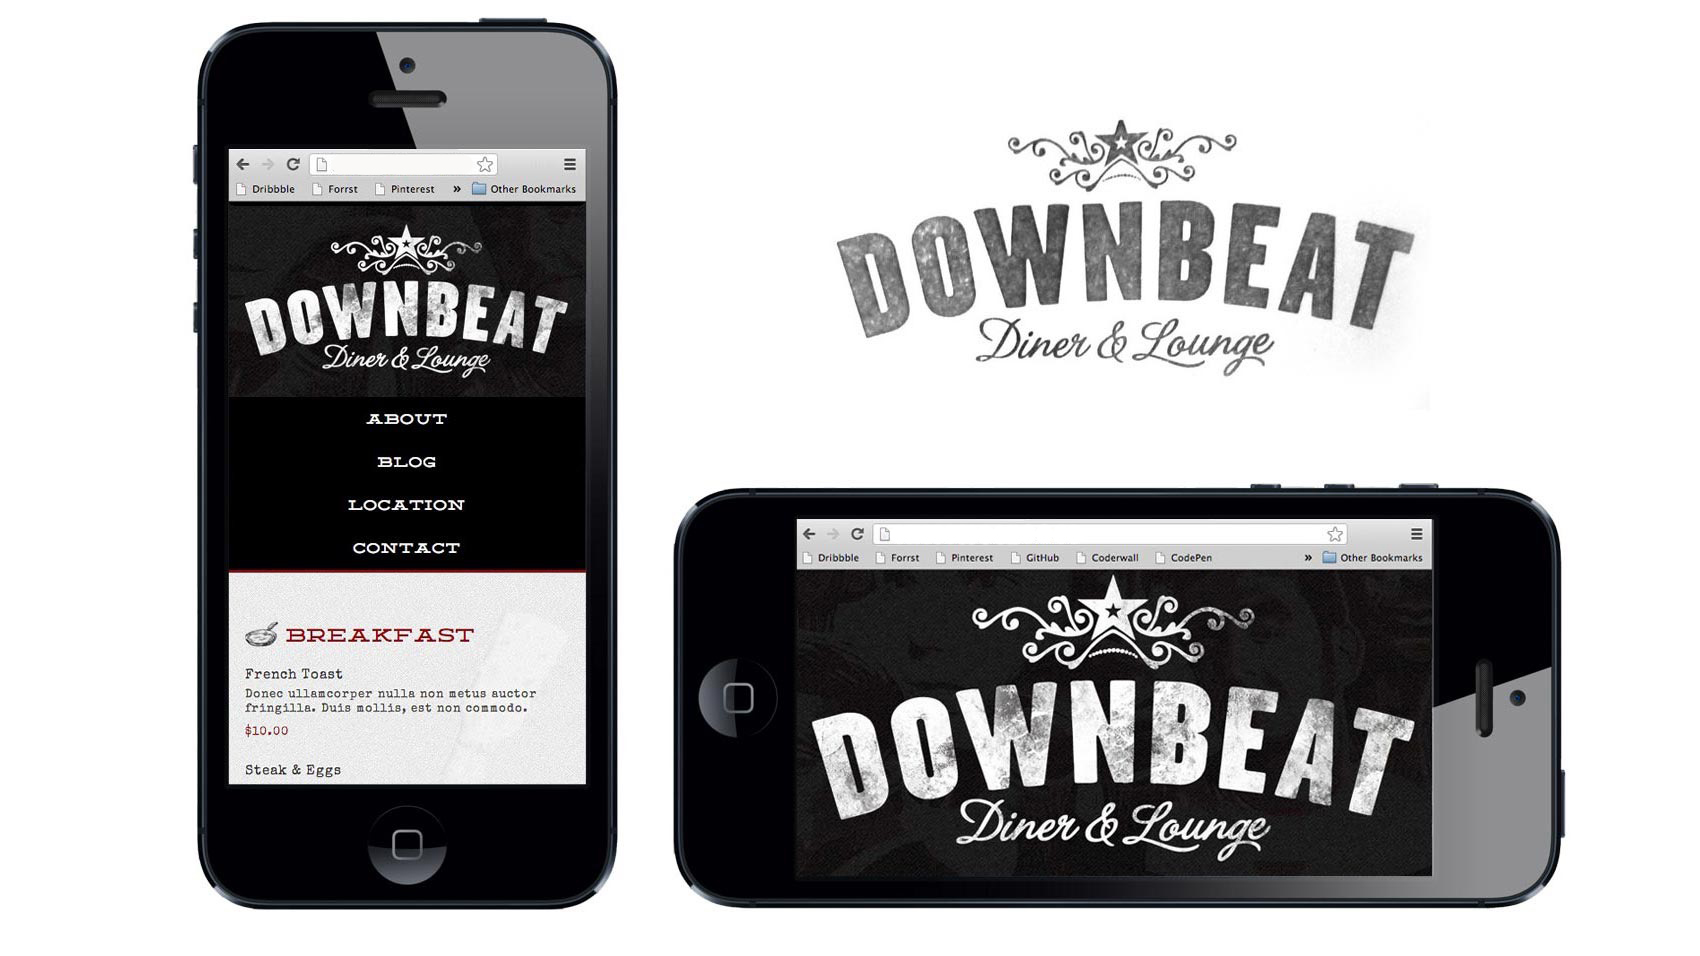 Dribbble Forrst Pinterest » Other Bookmarks
DOWNBEAT
Diner & Lounge
ABOUT
BLOG
LOCATION
CONTACT
BREAKFAST
French Toast
Donec ullamcorper nulla non metus auctor
fringilla. Duis mollis, est non commodo.
$10.00
Steak & Eggs
DOWNBEAT
Diner & Lounge
Dribbble Forrst Pinterest GitHub Coderwall CodePen » Other Bookmarks
DOWNBEAT
Diner & Lounge